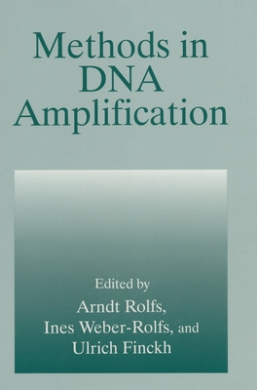 Methods in
DNA
Amplification
Edited by
Arndt Rolfs,
Ines Weber-Rolfs, and
Ulrich Finckh